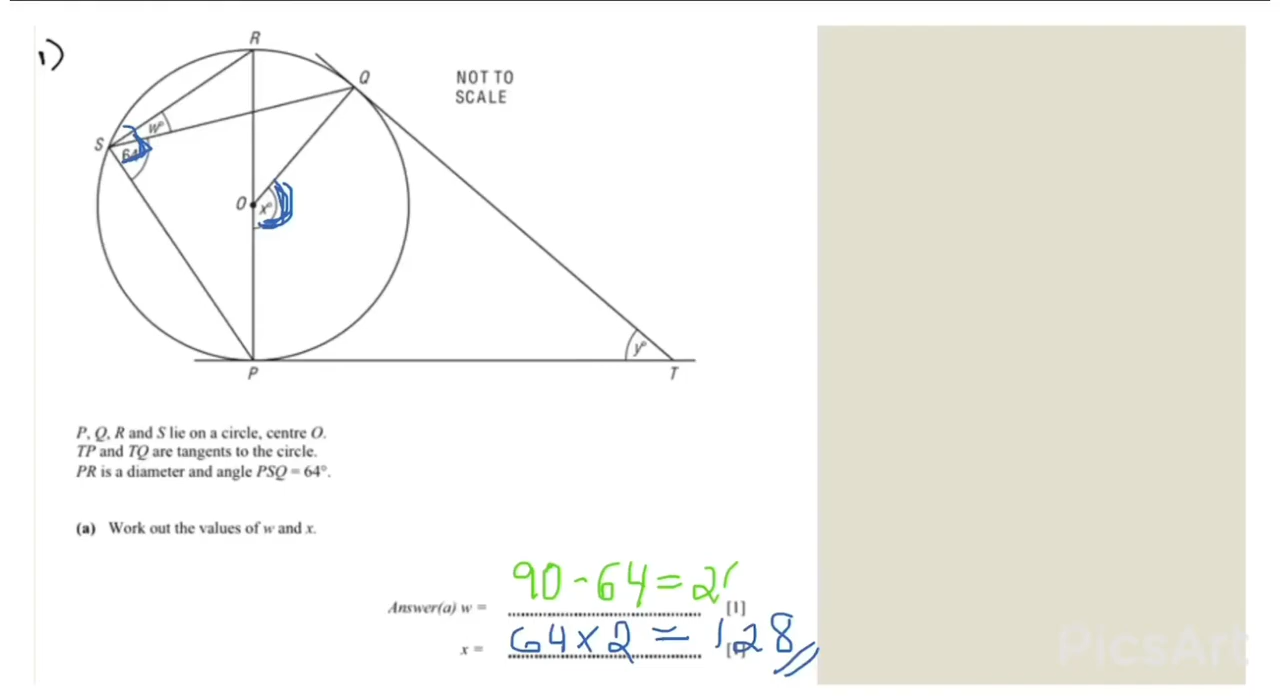 1)
R
Q
NOT TO
SCALE
S
w°
64
O
x°
y°
P
T
P, Q, R and S lie on a circle, centre O.
TP and TQ are tangents to the circle.
PR is a diameter and angle PSQ = 64°.
(a) Work out the values of w and x.
90 - 64 = 2
Answer(a) w = [1]
x = 64 x 2 = 128
PicsArt